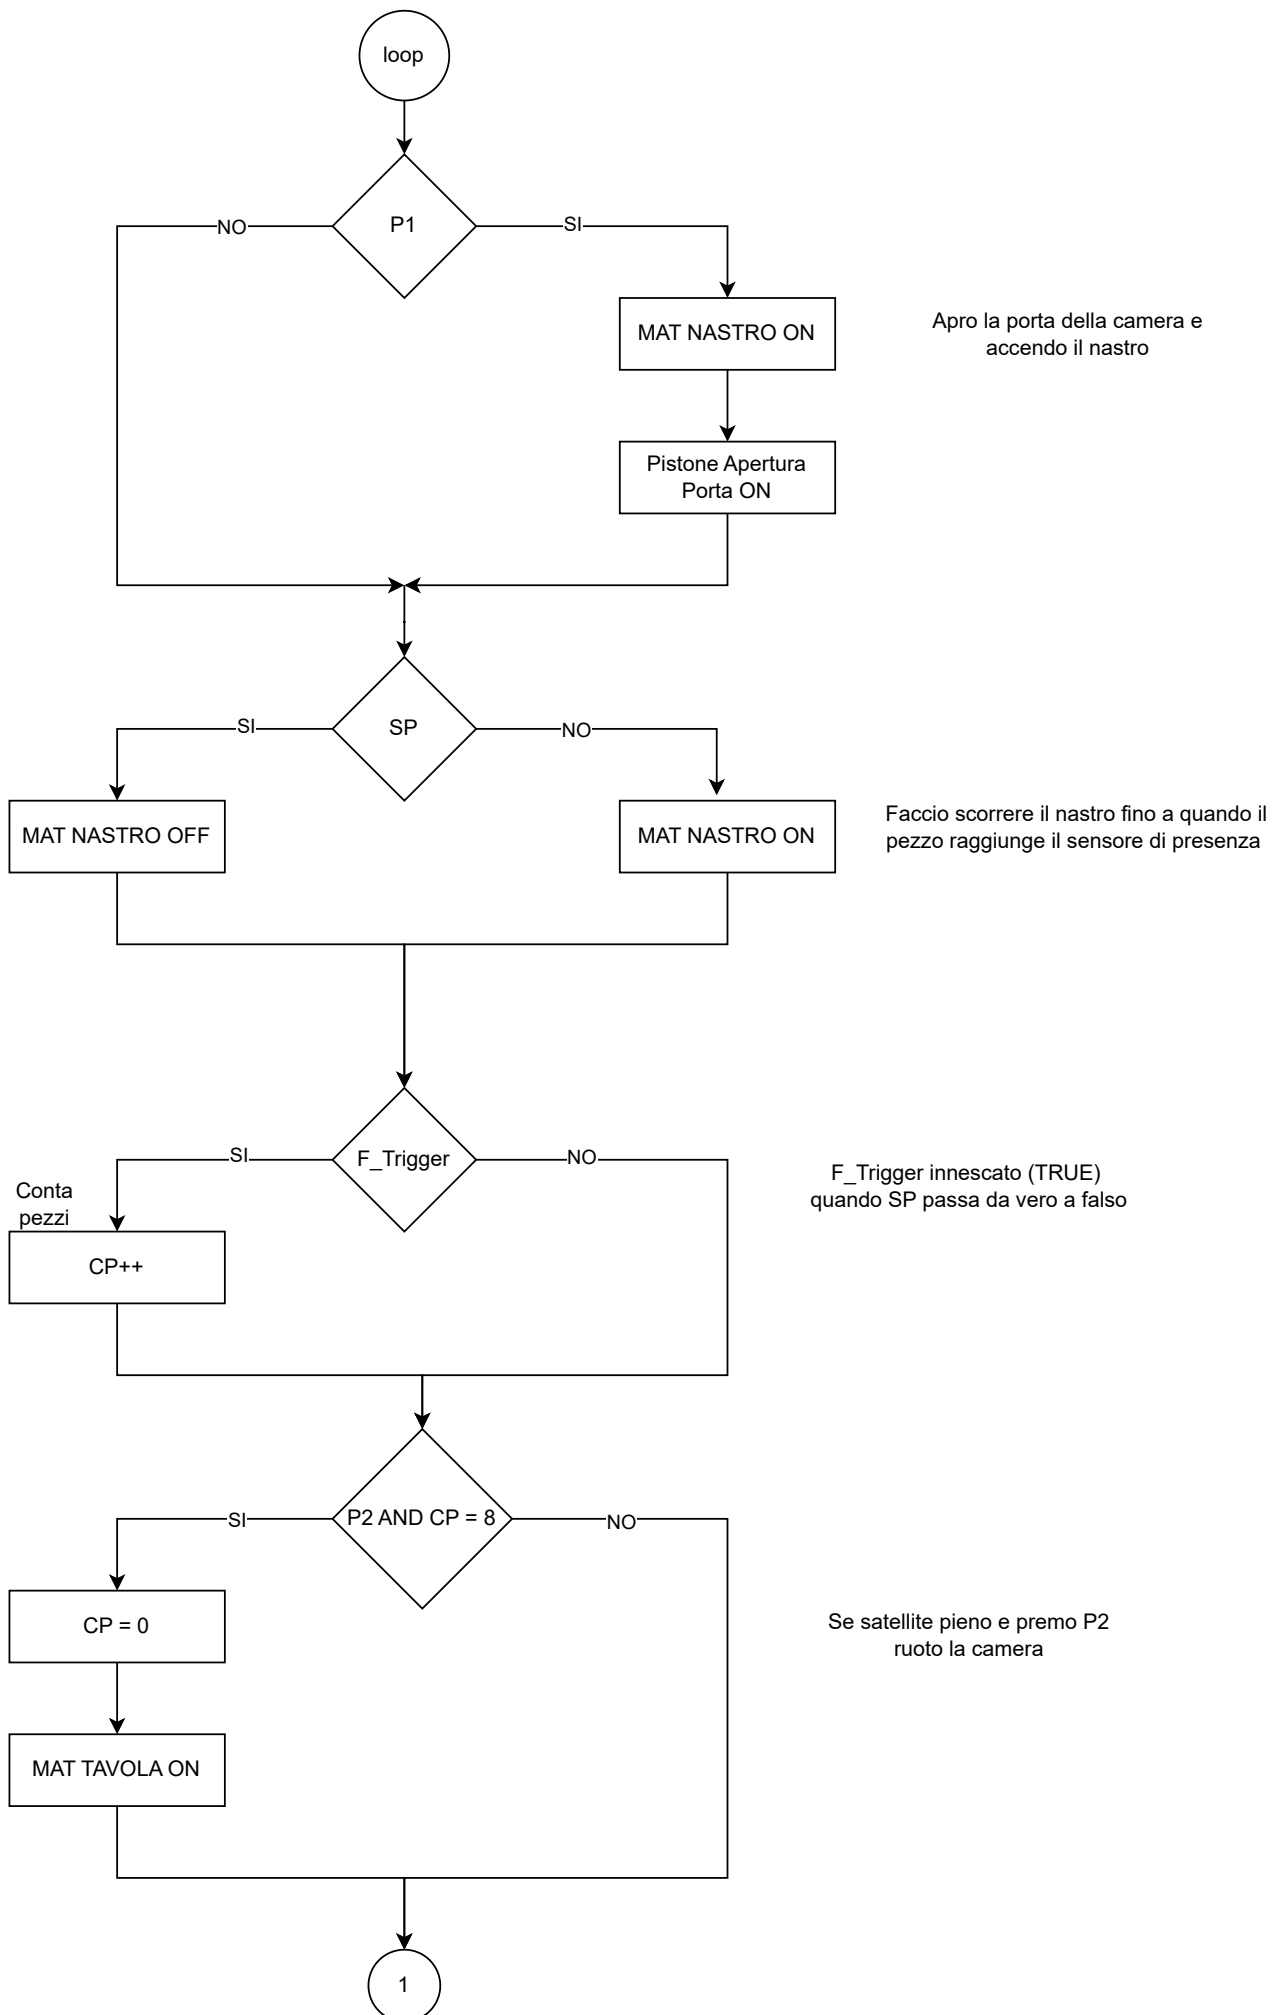 loop
P1
NO
SI
MAT NASTRO ON
Apro la porta della camera e
accendo il nastro
Pistone Apertura
Porta ON
SP
SI
NO
MAT NASTRO OFF
MAT NASTRO ON
Faccio scorrere il nastro fino a quando il
pezzo raggiunge il sensore di presenza
F_Trigger
SI
NO
F_Trigger innescato (TRUE)
quando SP passa da vero a falso
Conta
pezzi
CP++
P2 AND CP = 8
SI
NO
CP = 0
Se satellite pieno e premo P2
ruoto la camera
MAT TAVOLA ON
1